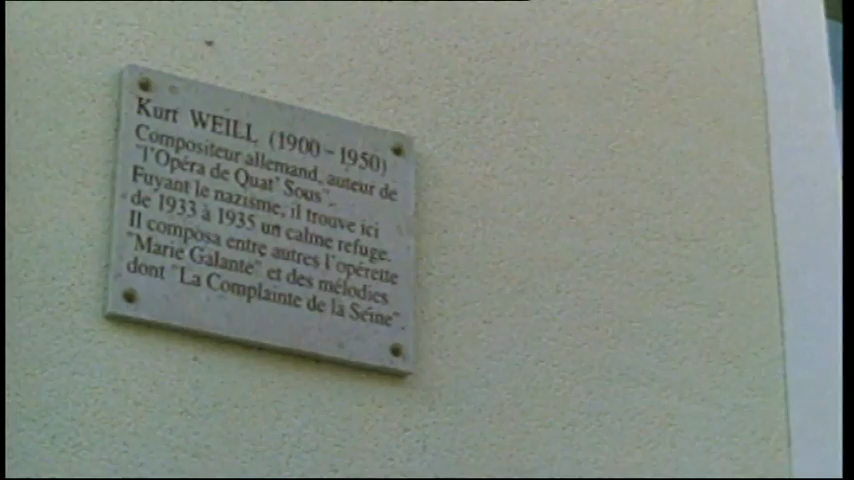 Kurt WEILL (1900-1950)
Compositeur allemand, auteur de
"l'Opéra de Quat' Sous".
Fuyant le nazisme, il trouve ici
de 1933 à 1935 un calme refuge.
Il composa entre autres l'opérette
"Marie Galante" et des mélodies
dont "La Complainte de la Seine".